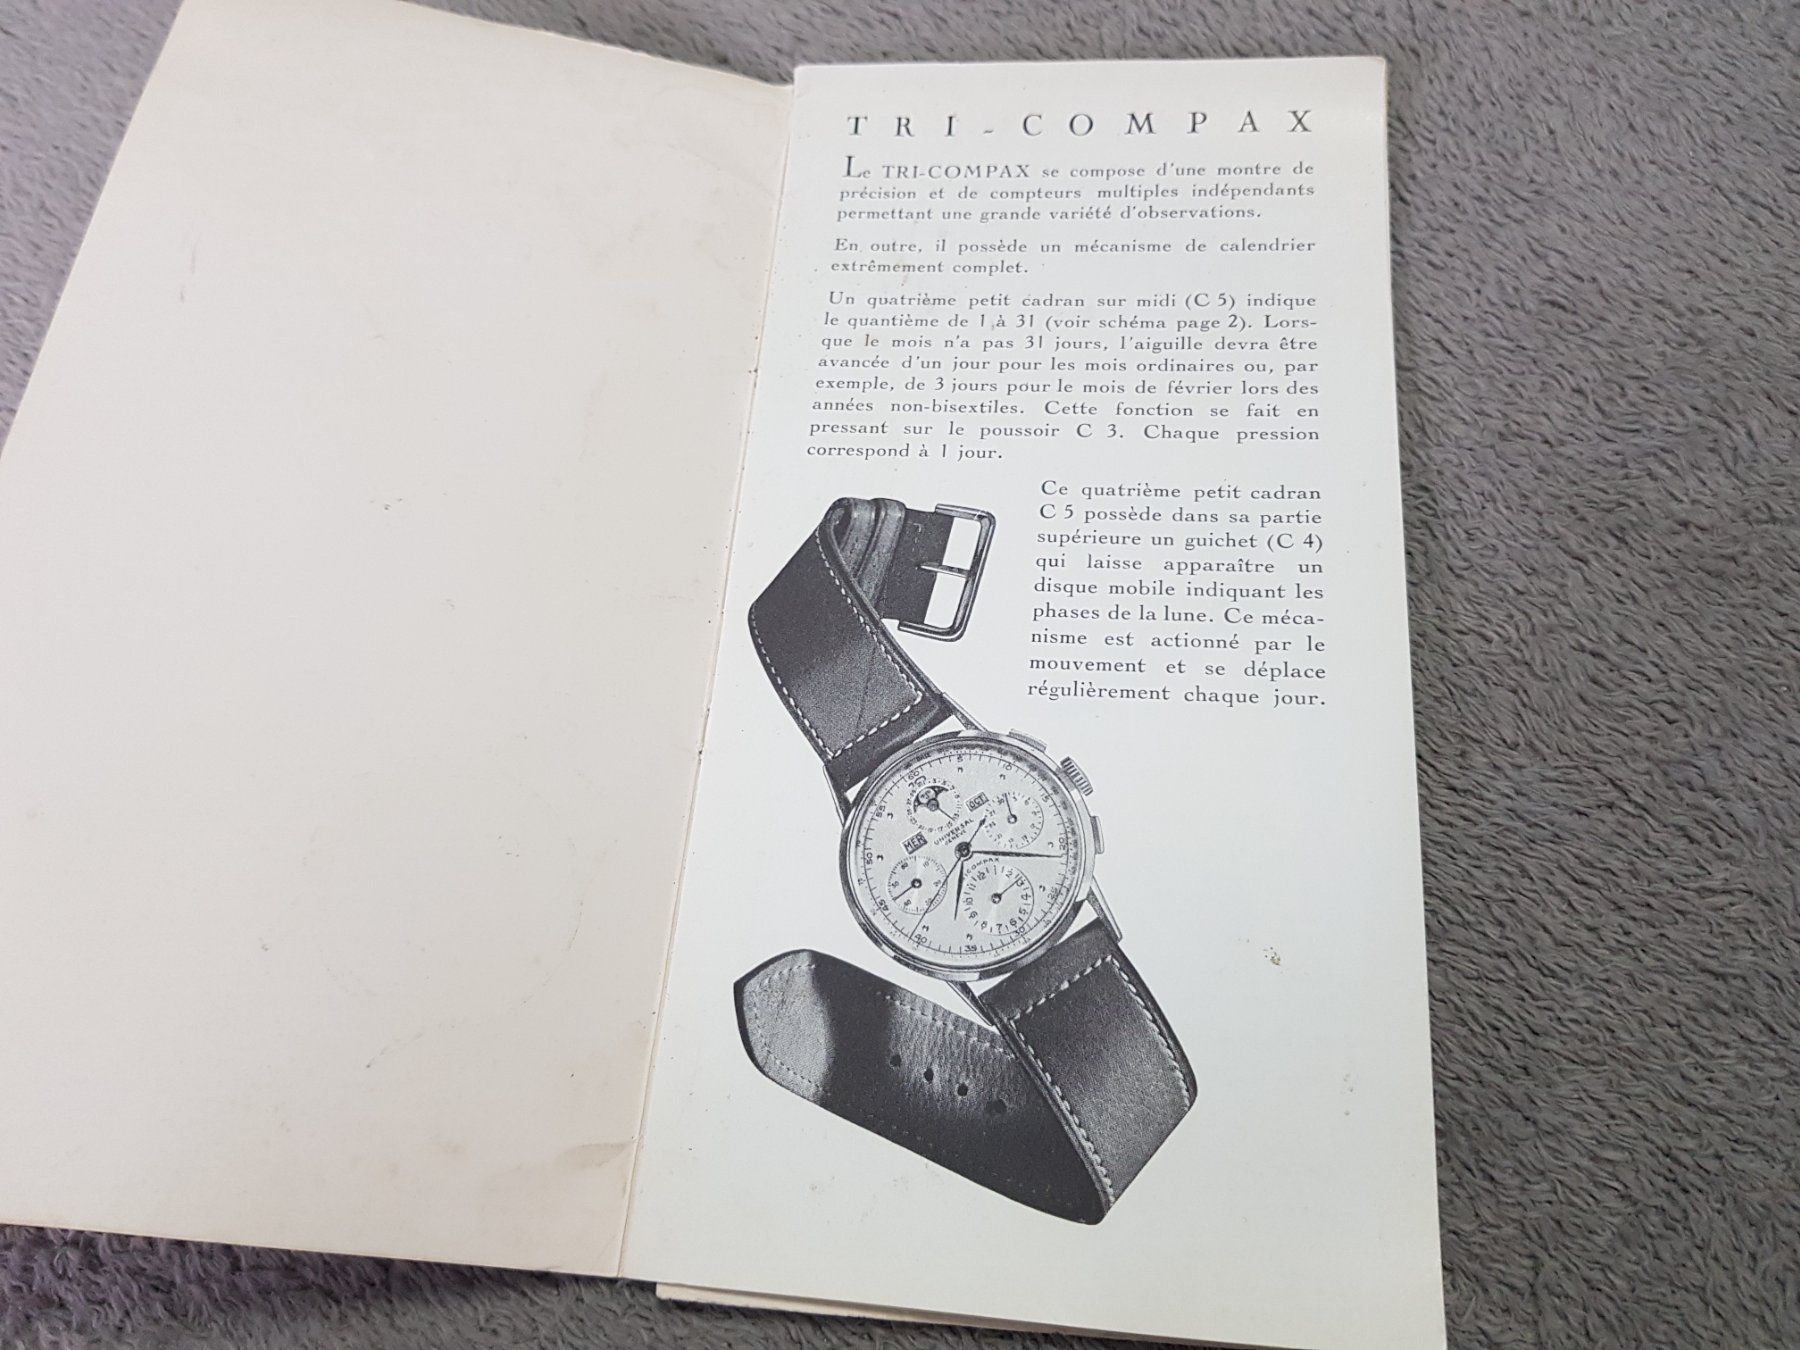 TRI-COMPAX
Le TRI-COMPAX se compose d'une montre de
précision et de compteurs multiples indépendants
permettant une grande variété d'observations.
En outre, il possède un mécanisme de calendrier
extrêmement complet.
Un quatrième petit cadran sur midi (C 5) indique
le quantième de 1 à 31 (voir schéma page 2). Lors-
que le mois n'a pas 31 jours, l'aiguille devra être
avancée d'un jour pour les mois ordinaires ou, par
exemple, de 3 jours pour le mois de février lors des
années non-bisextiles. Cette fonction se fait en
pressant sur le poussoir C 3. Chaque pression
correspond à 1 jour.
Ce quatrième petit cadran
C 5 possède dans sa partie
supérieure un guichet (C 4)
qui laisse apparaître un
disque mobile indiquant les
phases de la lune. Ce méca-
nisme est actionné par le
mouvement et se déplace
régulièrement chaque jour.
OCT
MER
UNIVERSAL
GENÈVE